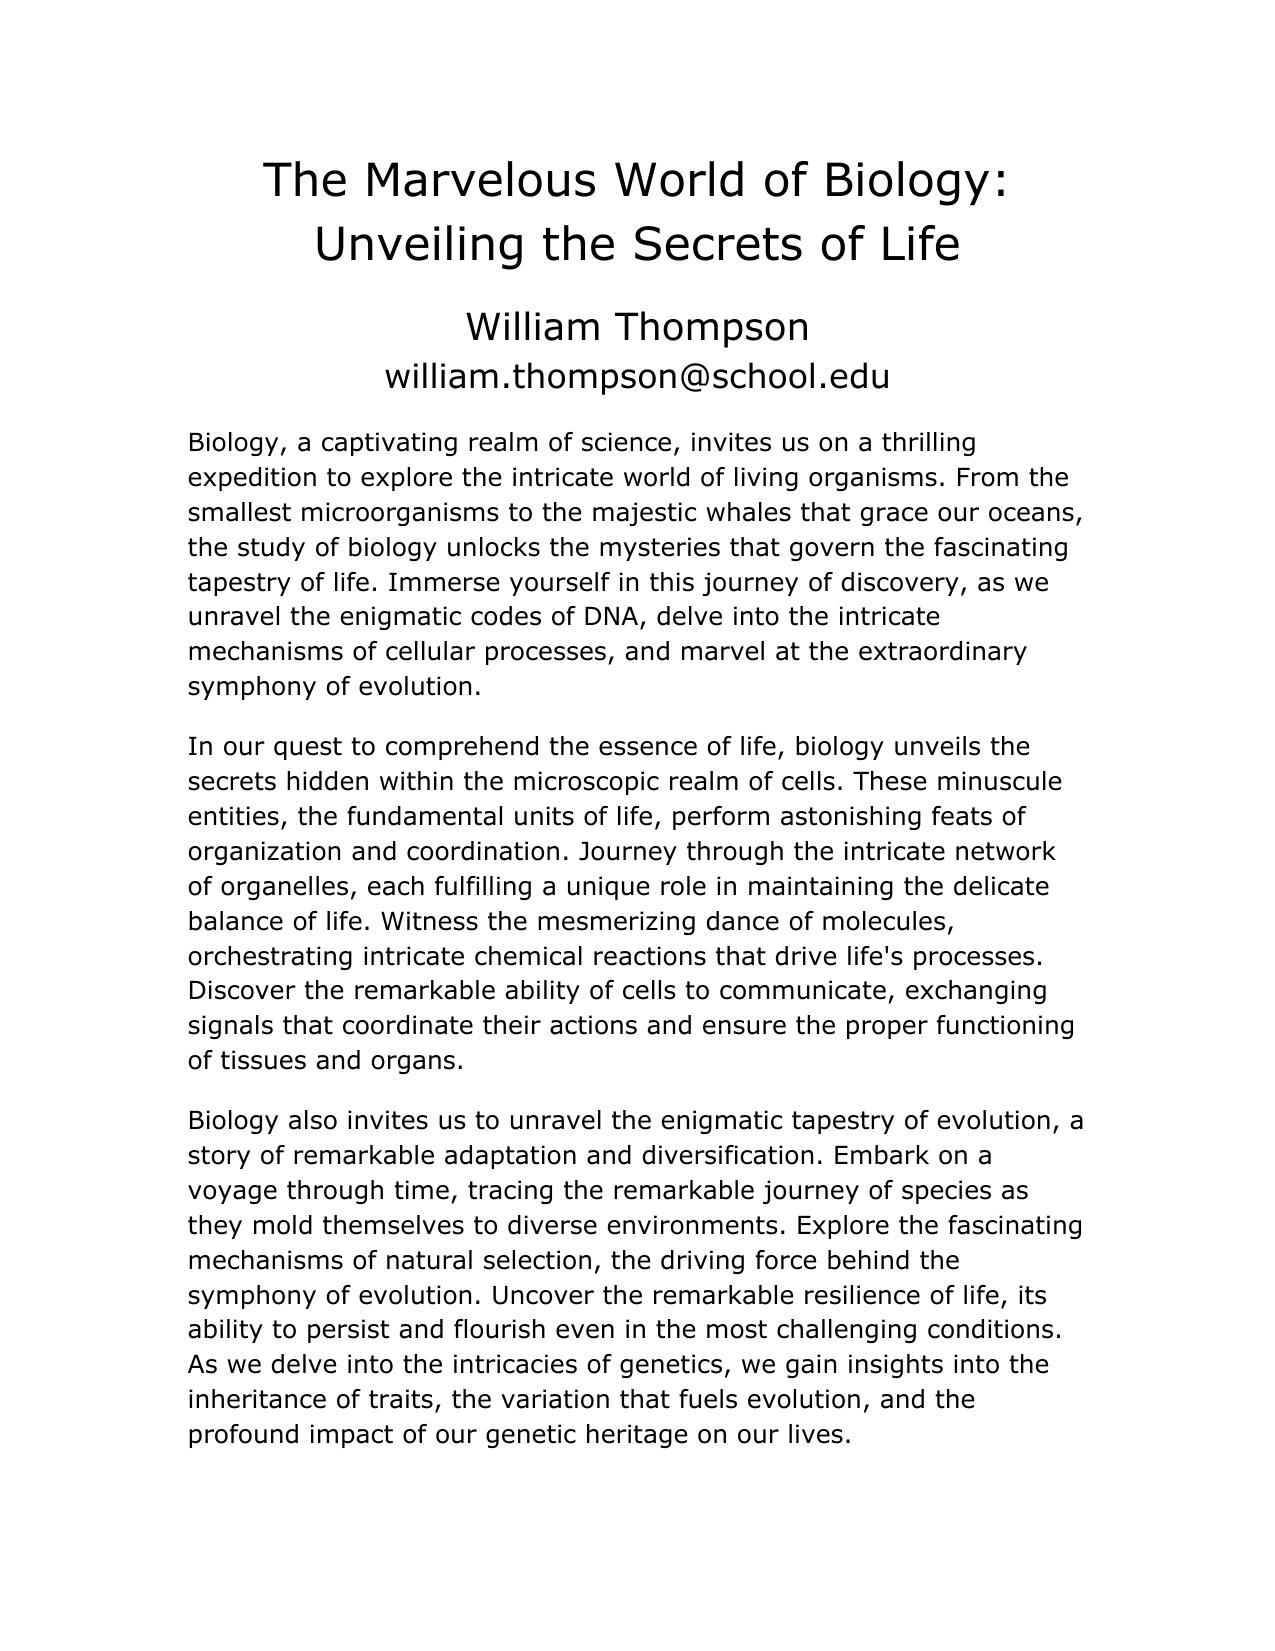 The Marvelous World of Biology:
Unveiling the Secrets of Life
William Thompson
william.thompson@school.edu
Biology, a captivating realm of science, invites us on a thrilling
expedition to explore the intricate world of living organisms. From the
smallest microorganisms to the majestic whales that grace our oceans,
the study of biology unlocks the mysteries that govern the fascinating
tapestry of life. Immerse yourself in this journey of discovery, as we
unravel the enigmatic codes of DNA, delve into the intricate
mechanisms of cellular processes, and marvel at the extraordinary
symphony of evolution.
In our quest to comprehend the essence of life, biology unveils the
secrets hidden within the microscopic realm of cells. These minuscule
entities, the fundamental units of life, perform astonishing feats of
organization and coordination. Journey through the intricate network
of organelles, each fulfilling a unique role in maintaining the delicate
balance of life. Witness the mesmerizing dance of molecules,
orchestrating intricate chemical reactions that drive life's processes.
Discover the remarkable ability of cells to communicate, exchanging
signals that coordinate their actions and ensure the proper functioning
of tissues and organs.
Biology also invites us to unravel the enigmatic tapestry of evolution, a
story of remarkable adaptation and diversification. Embark on a
voyage through time, tracing the remarkable journey of species as
they mold themselves to diverse environments. Explore the fascinating
mechanisms of natural selection, the driving force behind the
symphony of evolution. Uncover the remarkable resilience of life, its
ability to persist and flourish even in the most challenging conditions.
As we delve into the intricacies of genetics, we gain insights into the
inheritance of traits, the variation that fuels evolution, and the
profound impact of our genetic heritage on our lives.